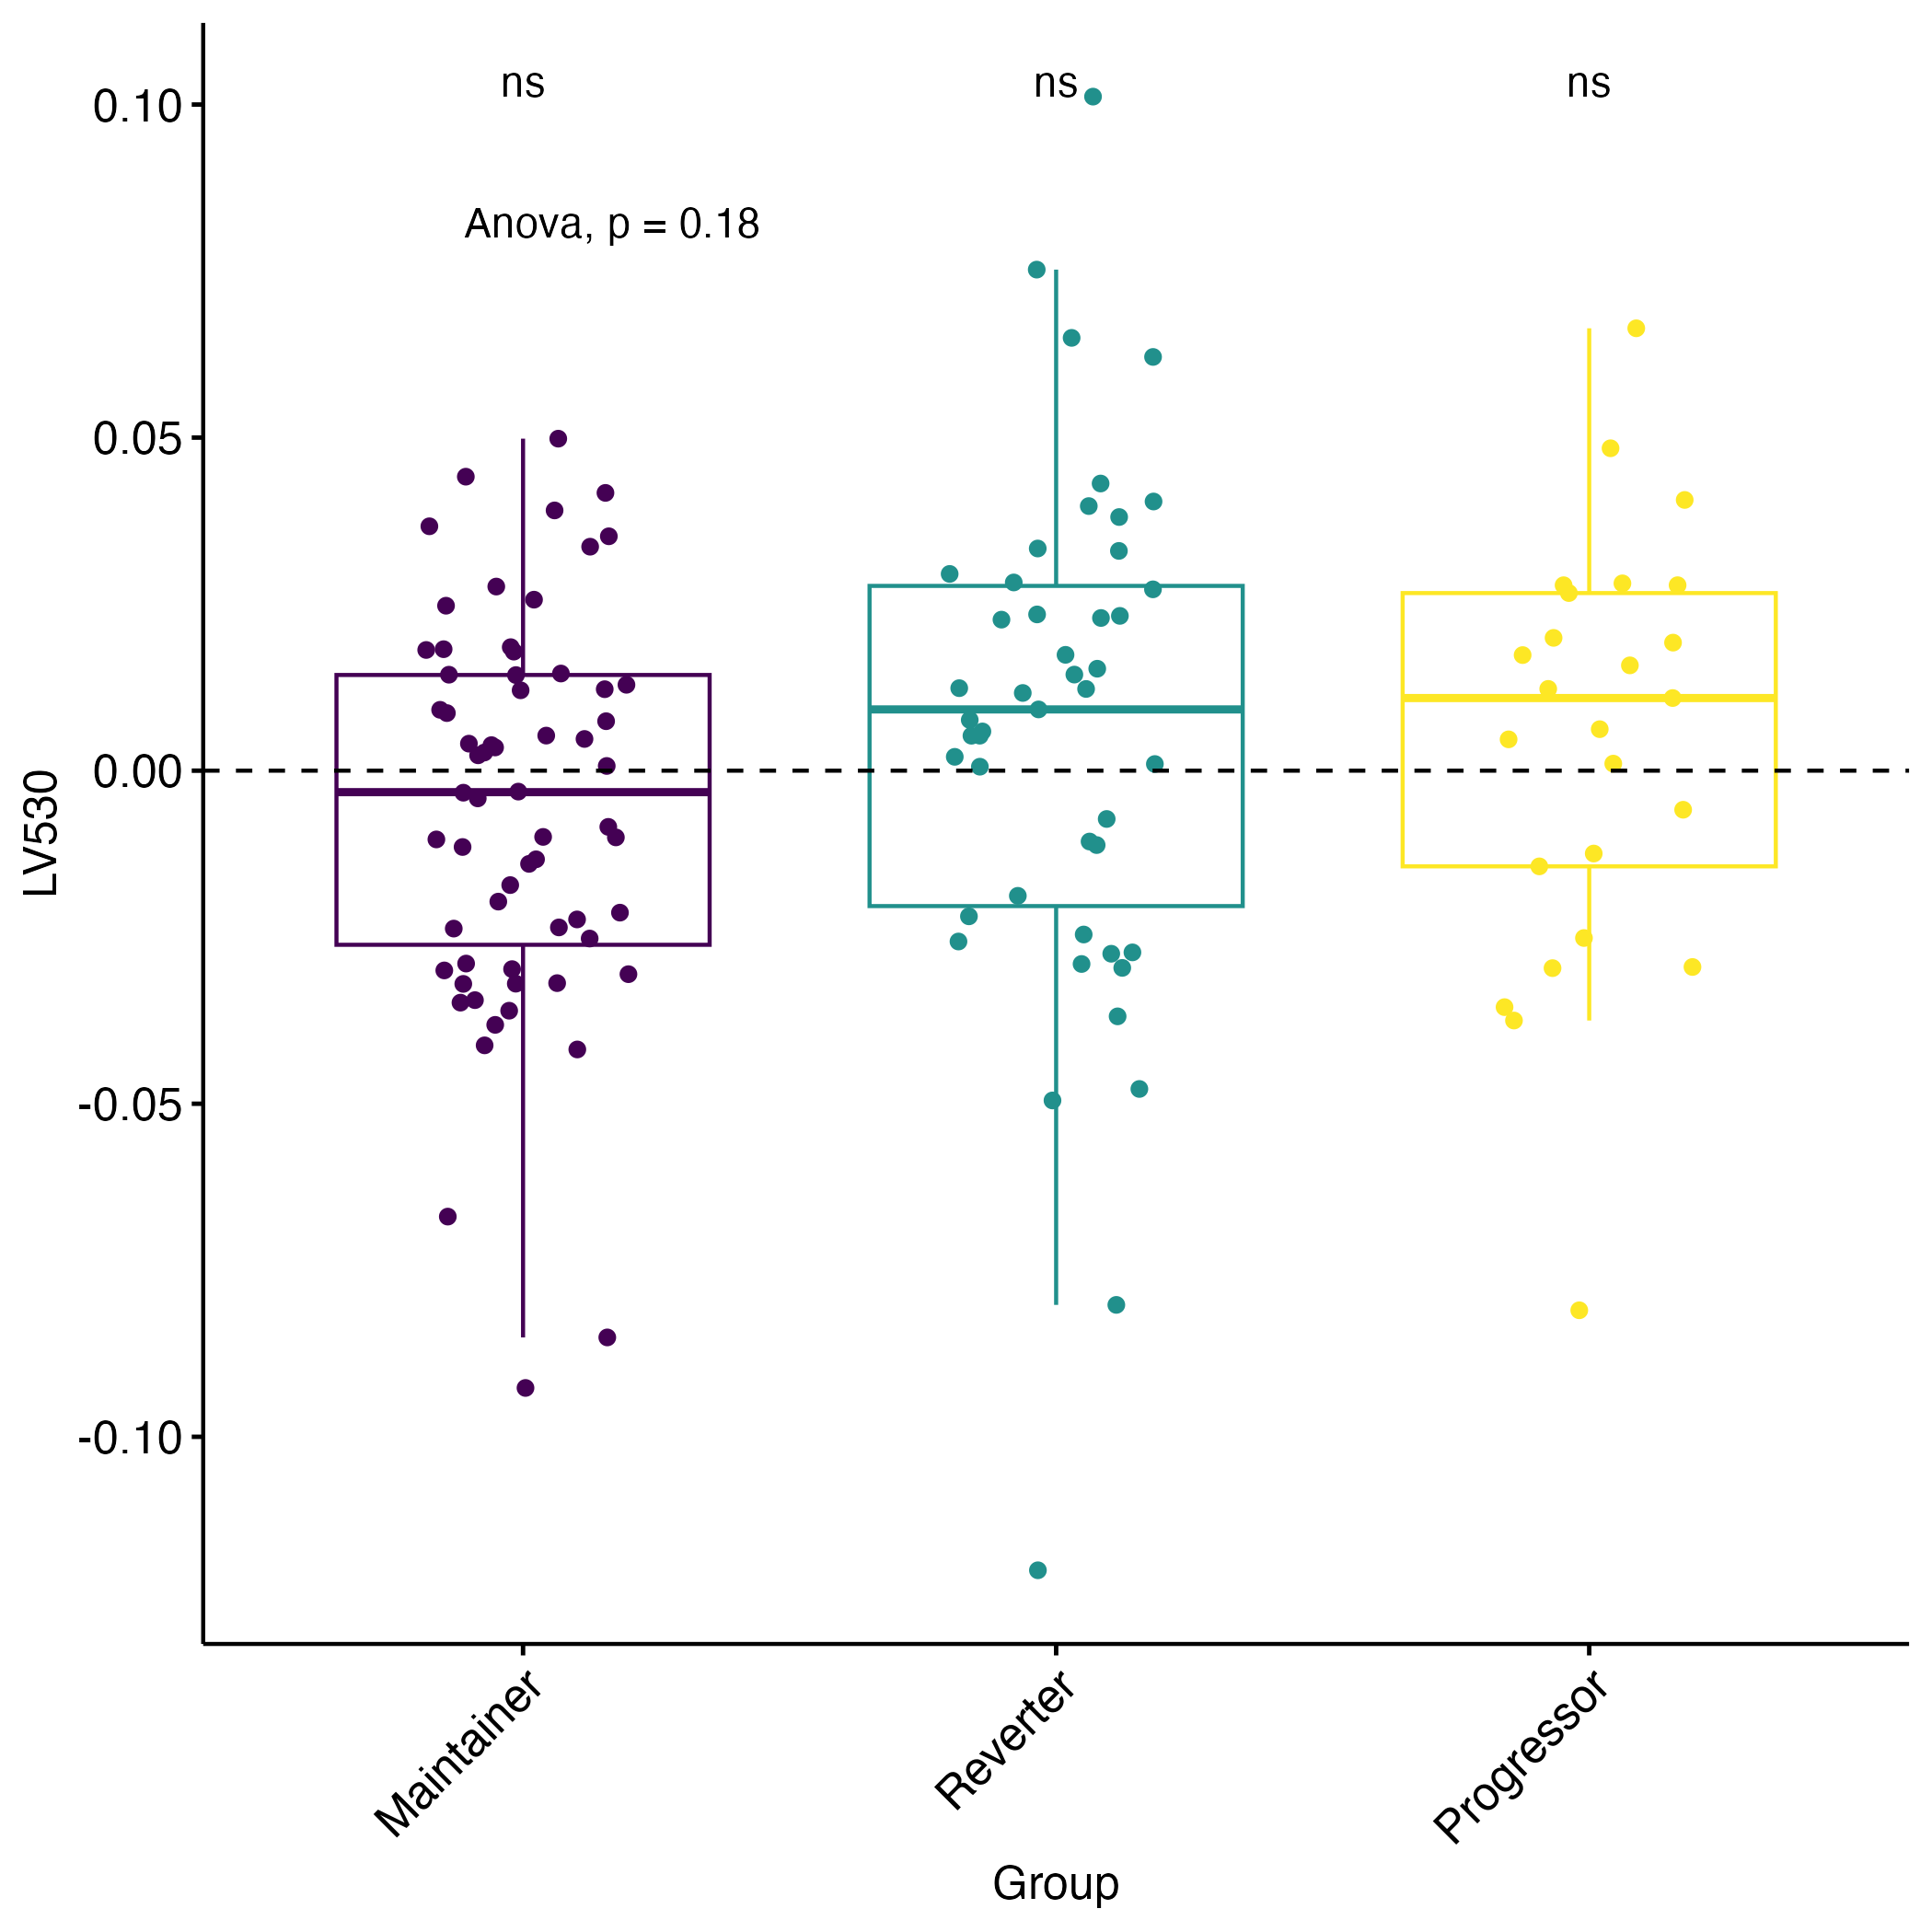 ns ns ns
Anova, p = 0.18
0.10
0.05
0.00
-0.05
-0.10
LV530
Maintainer Reverter Progressor
Group